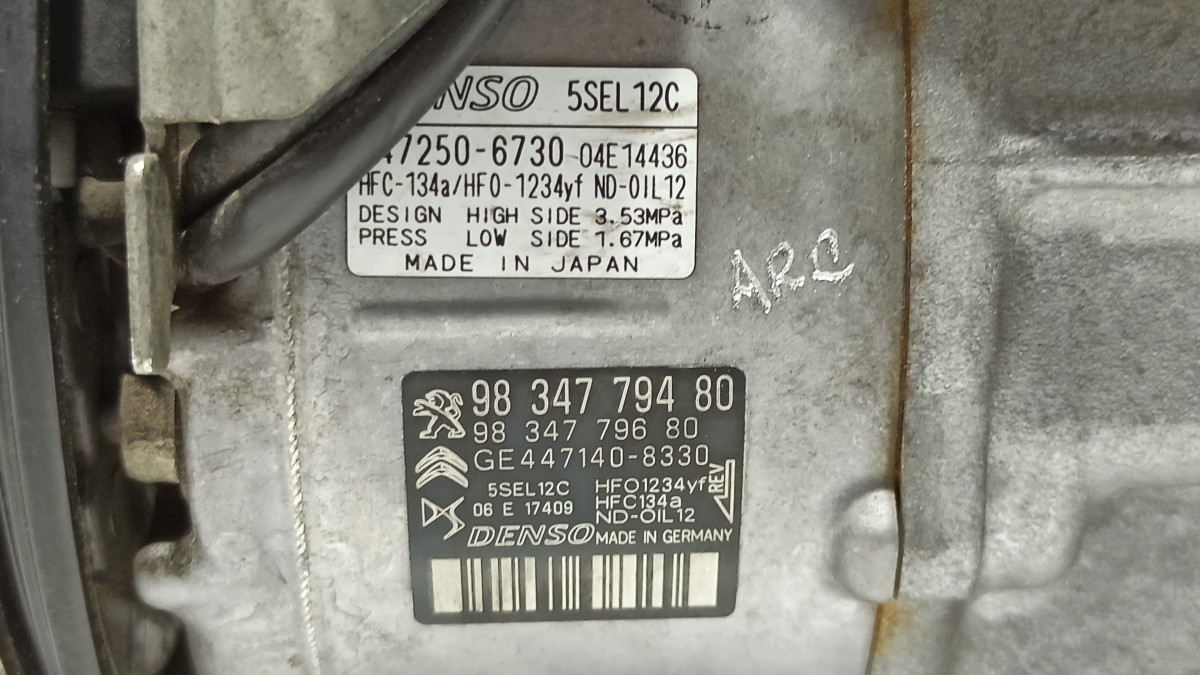 DENSO 5SEL12C
47250-6730 04E14436
HFC-134a/HFO-1234yf ND-OIL12
DESIGN HIGH SIDE 3.53MPa
PRESS LOW SIDE 1.67MPa
MADE IN JAPAN
98 347 794 80
98 347 796 80
GE447140-8330
5SEL12C HFO1234yf REV
06 E 17409 HFC134a
ND-OIL12
DENSO MADE IN GERMANY